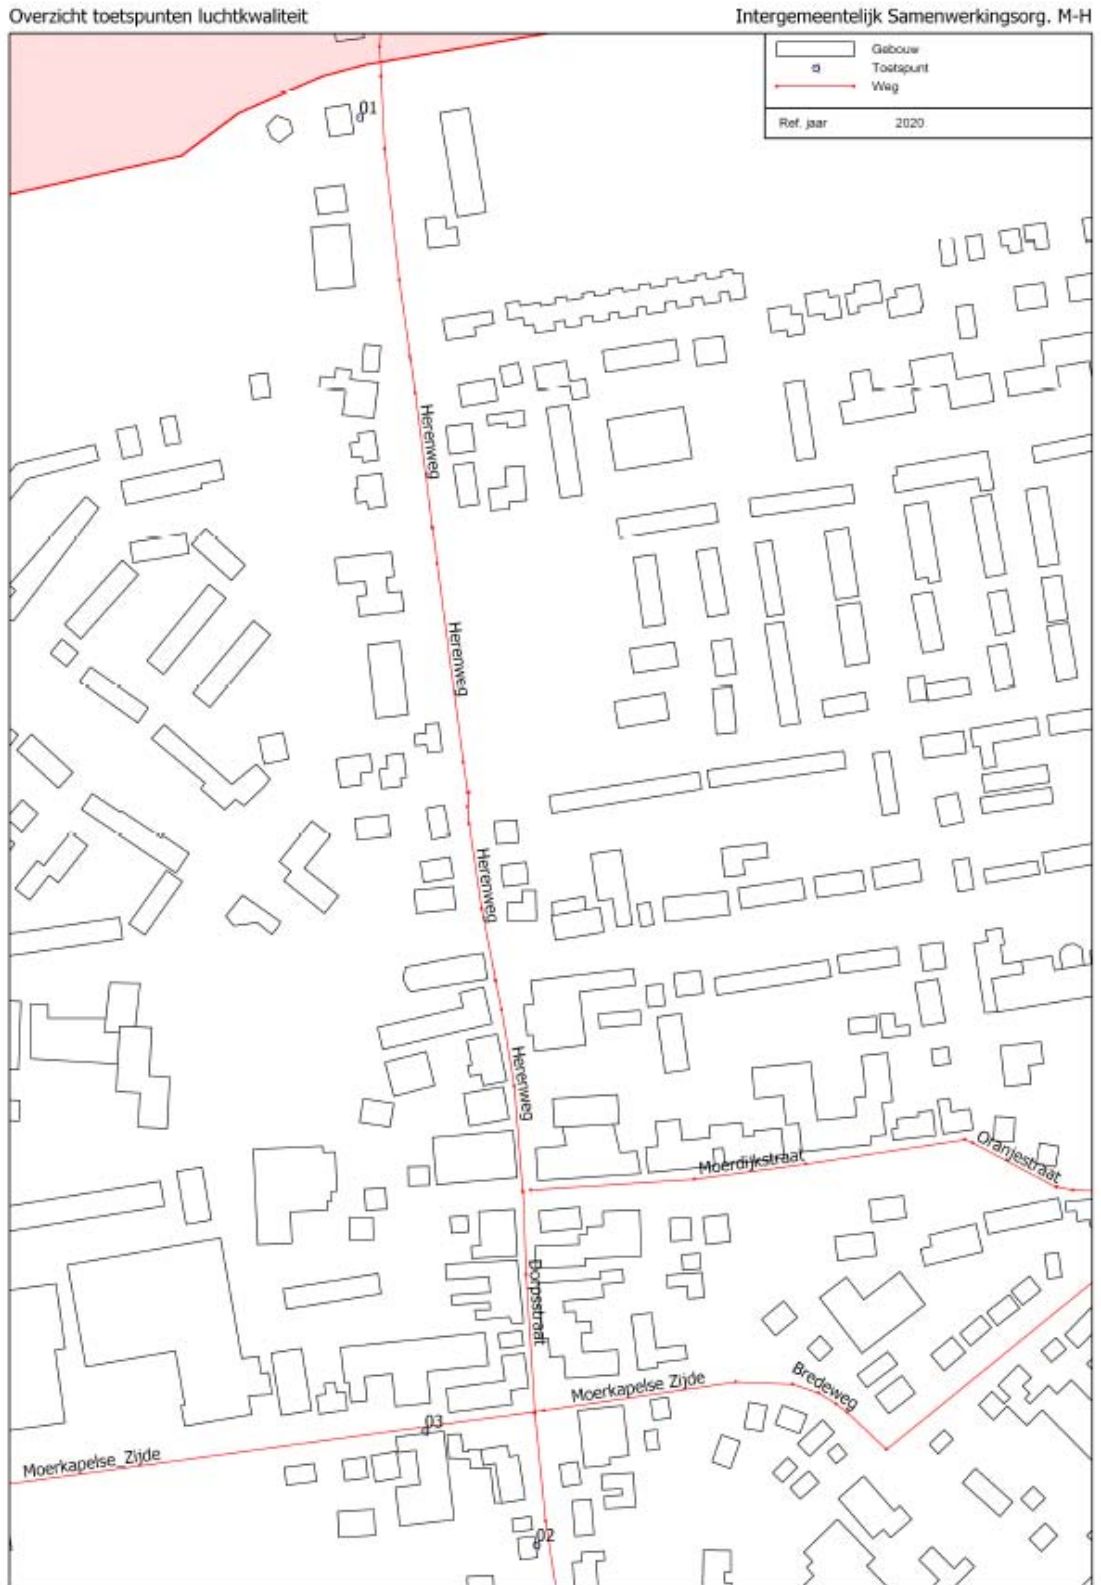 Overzicht toetspunten luchtkwaliteit
Intergemeentelijk Samenwerkingsorg. M-H
Gebouw
Toetspunt
Weg
Ref. jaar 2020
01
Herenweg
Herenweg
Herenweg
Herenweg
Moerdijkstraat
Oranjestraat
Dorpsstraat
Moerkapelse Zijde
Bredeweg
03
Moerkapelse_Zijde
02